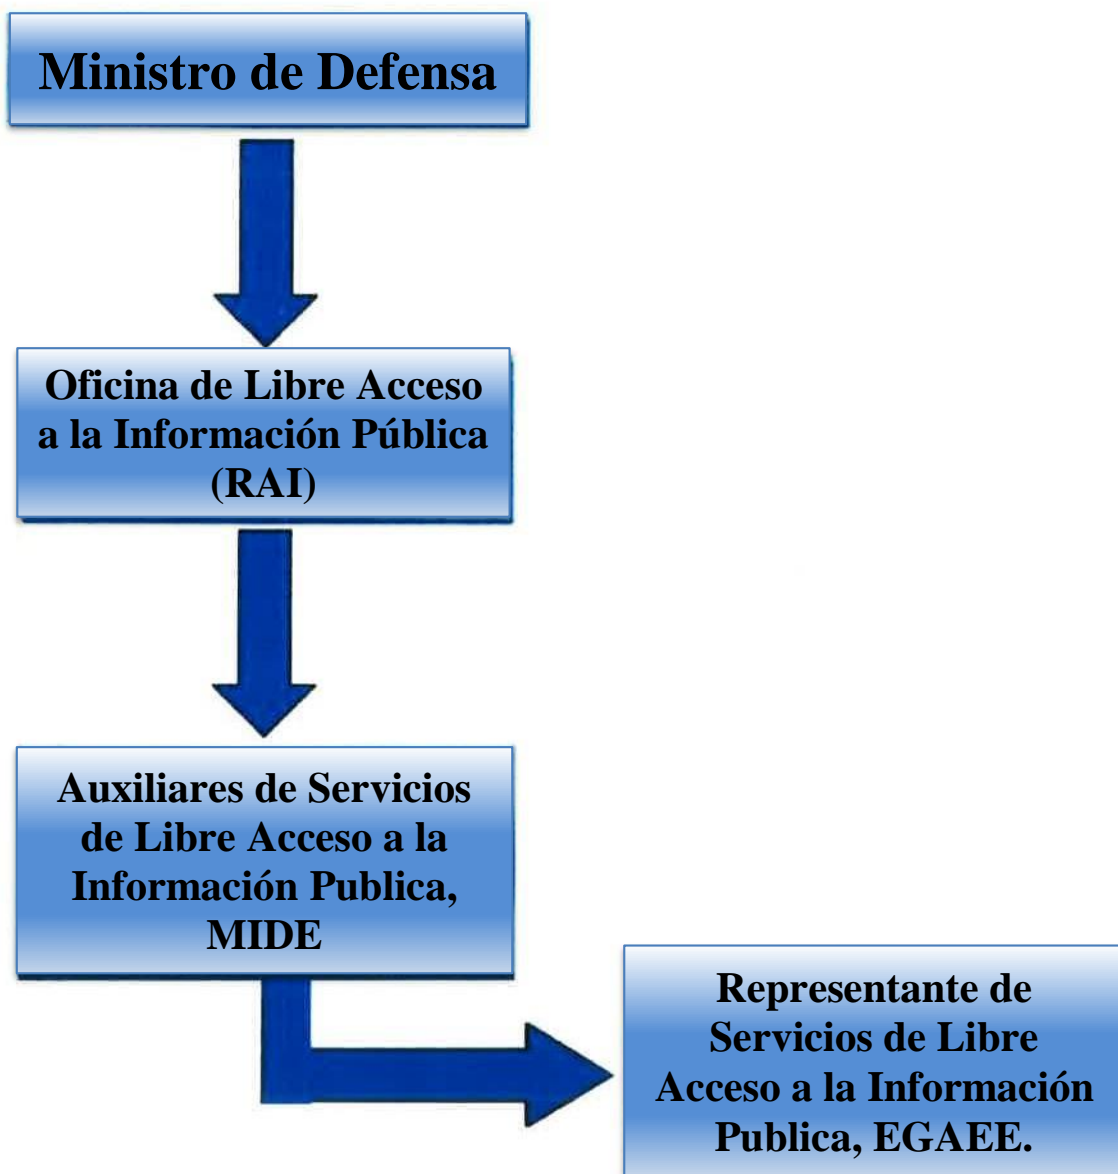 Ministro de Defensa
Oficina de Libre Acceso
a la Información Pública
(RAI)
Auxiliares de Servicios
de Libre Acceso a la
Información Publica,
MIDE
Representante de
Servicios de Libre
Acceso a la Información
Publica, EGAEE.